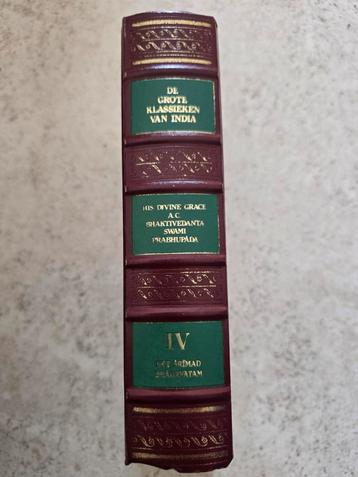 DE
GROTE
KLASSIEKEN
VAN INDIA
HIS DIVINE GRACE
A.C.
BHAKTIVEDANTA
SWAMI
PRABHUPĀDA
IV
ŚRĪMAD
BHĀGAVATAM